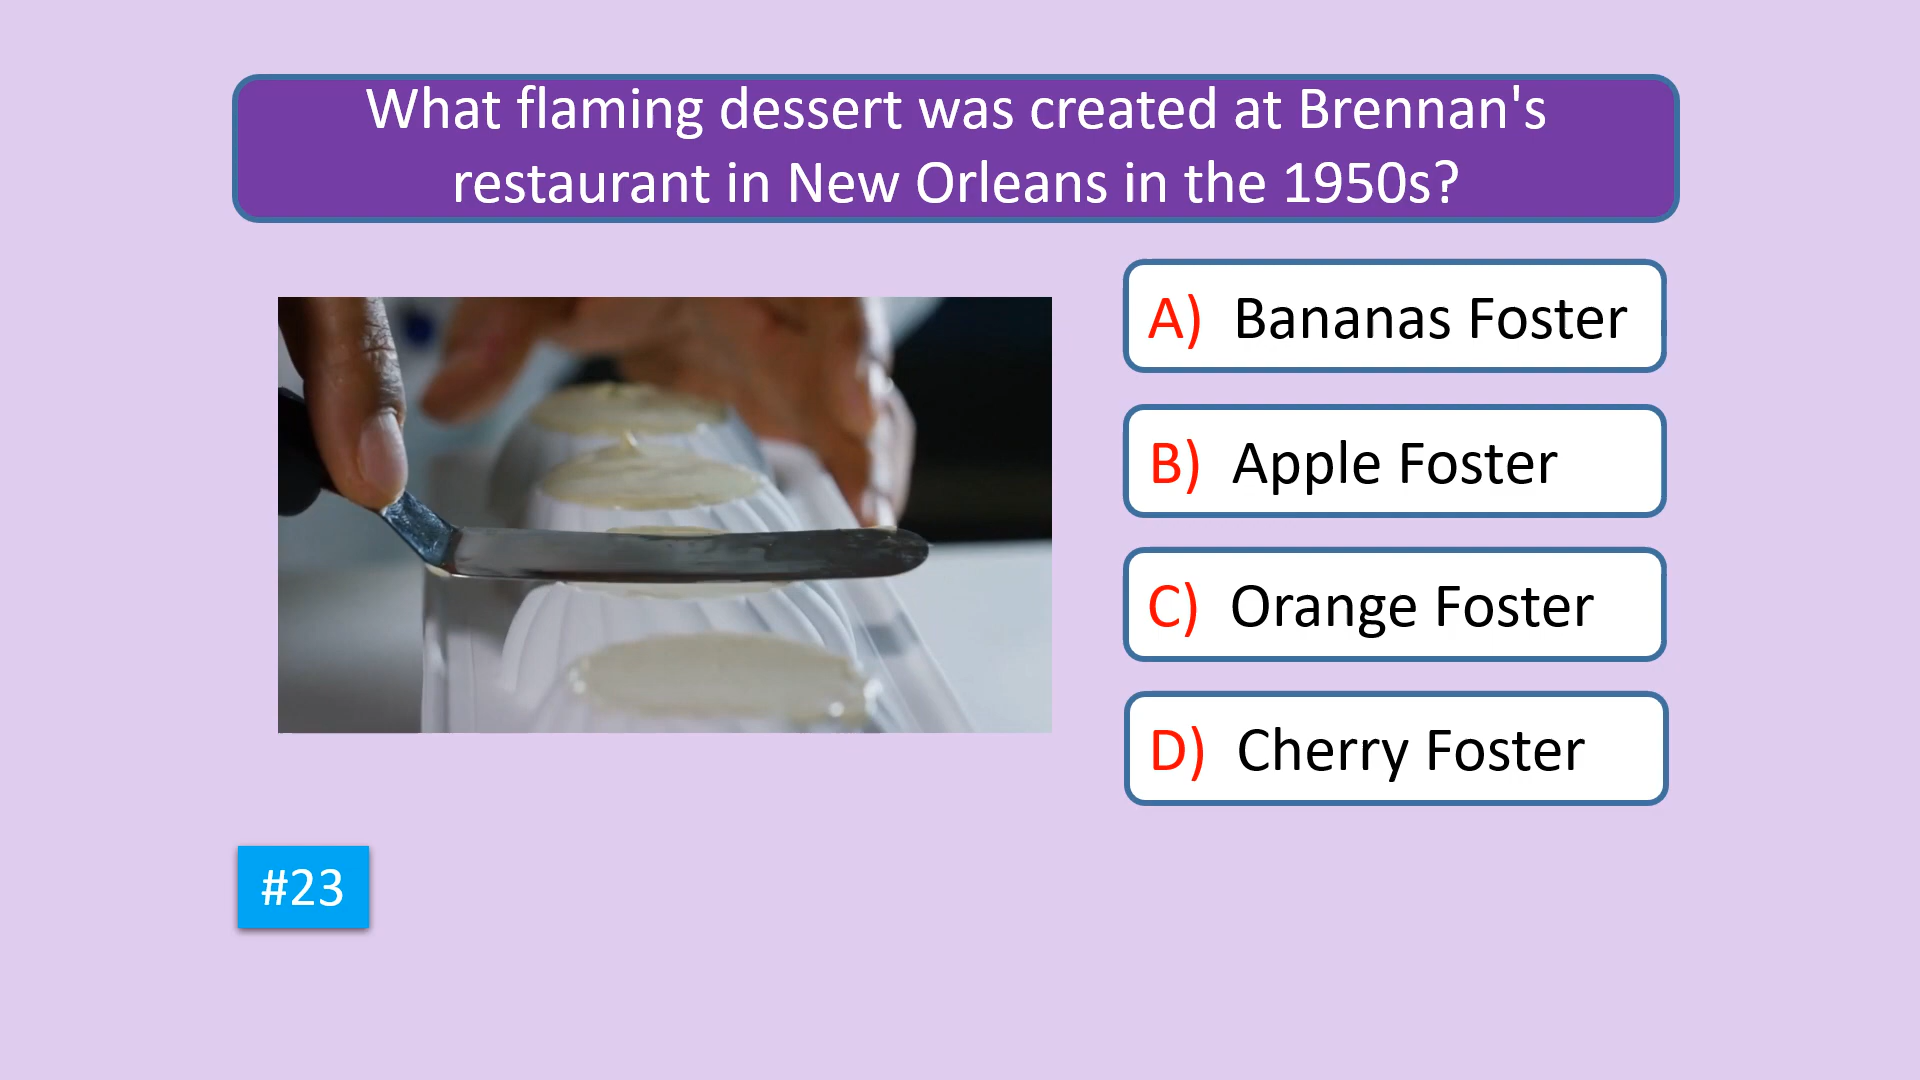 What flaming dessert was created at Brennan's
restaurant in New Orleans in the 1950s?
A) Bananas Foster
B) Apple Foster
C) Orange Foster
D) Cherry Foster
#23